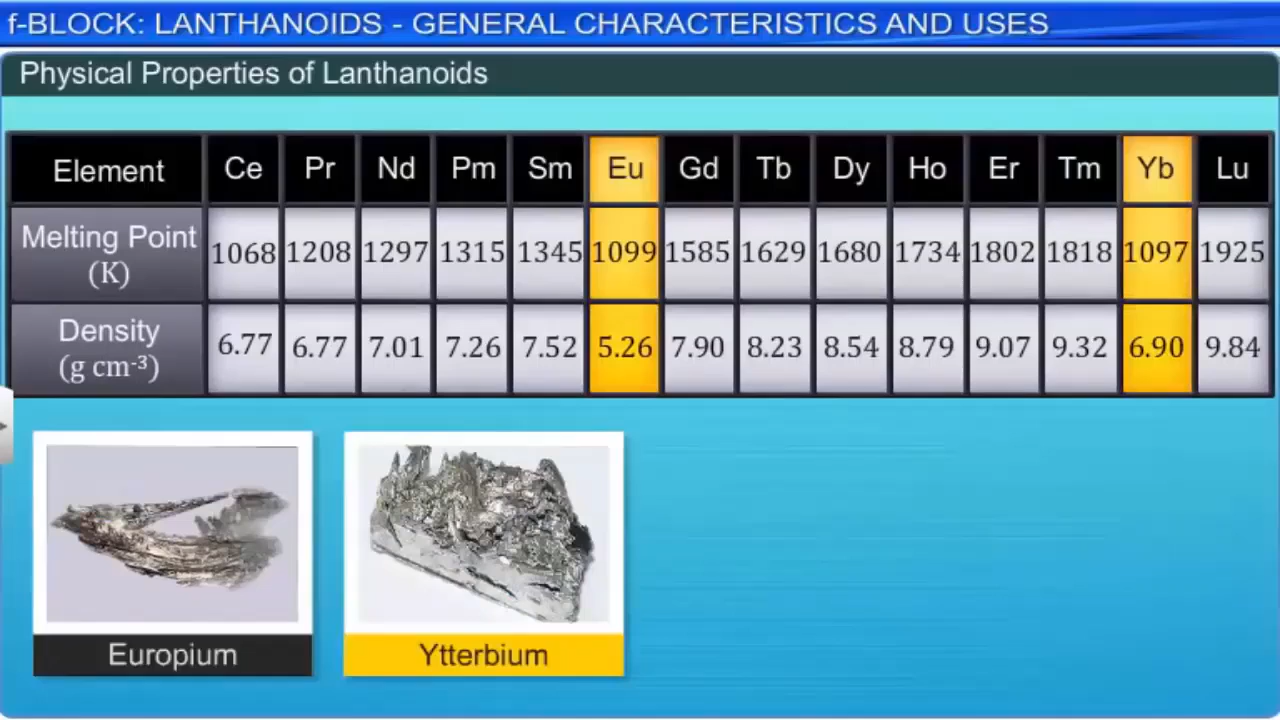 f-BLOCK: LANTHANOIDS - GENERAL CHARACTERISTICS AND USES
Physical Properties of Lanthanoids
Element Ce Pr Nd Pm Sm Eu Gd Tb Dy Ho Er Tm Yb Lu
Melting Point (K) 1068 1208 1297 1315 1345 1099 1585 1629 1680 1734 1802 1818 1097 1925
Density (g cm⁻³) 6.77 6.77 7.01 7.26 7.52 5.26 7.90 8.23 8.54 8.79 9.07 9.32 6.90 9.84
Europium Ytterbium